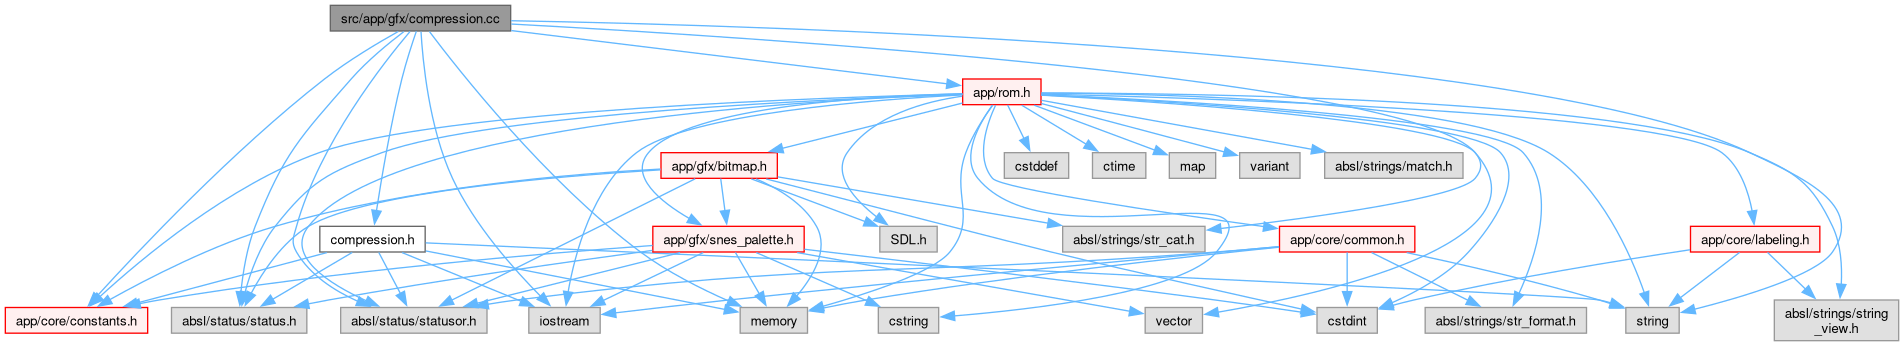 src/app/gfx/compression.cc
app/rom.h
app/gfx/bitmap.h
cstddef
ctime
map
variant
absl/strings/match.h
compression.h
app/gfx/snes_palette.h
SDL.h
absl/strings/str_cat.h
app/core/common.h
app/core/labeling.h
app/core/constants.h
absl/status/status.h
absl/status/statusor.h
iostream
memory
cstring
vector
cstdint
absl/strings/str_format.h
string
absl/strings/string
_view.h